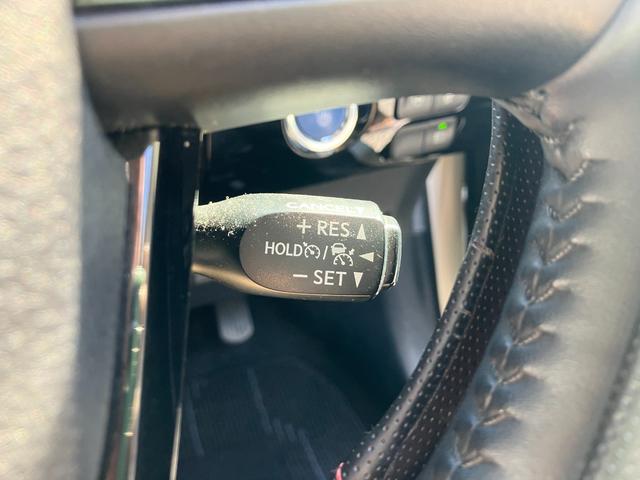 CANCEL
+ RES ▲
HOLD / ◄
− SET ▼